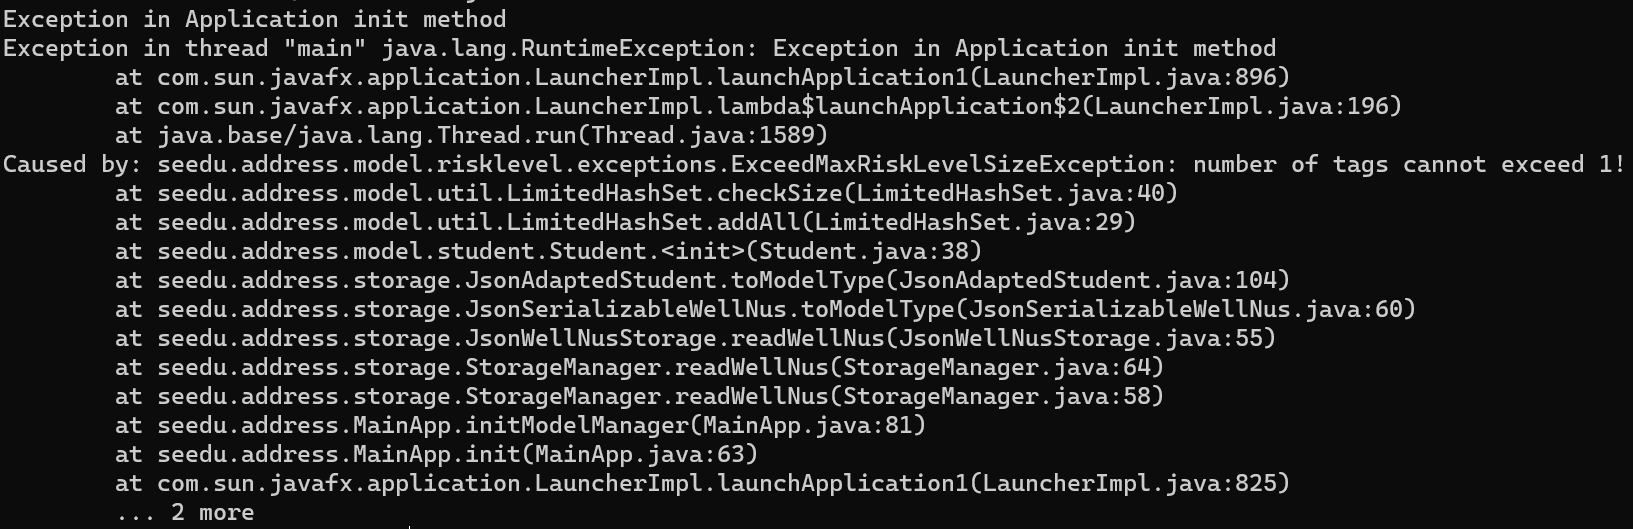 Exception in Application init method
Exception in thread "main" java.lang.RuntimeException: Exception in Application init method
        at com.sun.javafx.application.LauncherImpl.launchApplication1(LauncherImpl.java:896)
        at com.sun.javafx.application.LauncherImpl.lambda$launchApplication$2(LauncherImpl.java:196)
        at java.base/java.lang.Thread.run(Thread.java:1589)
Caused by: seedu.address.model.risklevel.exceptions.ExceedMaxRiskLevelSizeException: number of tags cannot exceed 1!
        at seedu.address.model.util.LimitedHashSet.checkSize(LimitedHashSet.java:40)
        at seedu.address.model.util.LimitedHashSet.addAll(LimitedHashSet.java:29)
        at seedu.address.model.student.Student.<init>(Student.java:38)
        at seedu.address.storage.JsonAdaptedStudent.toModelType(JsonAdaptedStudent.java:104)
        at seedu.address.storage.JsonSerializableWellNus.toModelType(JsonSerializableWellNus.java:60)
        at seedu.address.storage.JsonWellNusStorage.readWellNus(JsonWellNusStorage.java:55)
        at seedu.address.storage.StorageManager.readWellNus(StorageManager.java:64)
        at seedu.address.storage.StorageManager.readWellNus(StorageManager.java:58)
        at seedu.address.MainApp.initModelManager(MainApp.java:81)
        at seedu.address.MainApp.init(MainApp.java:63)
        at com.sun.javafx.application.LauncherImpl.launchApplication1(LauncherImpl.java:825)
        ... 2 more